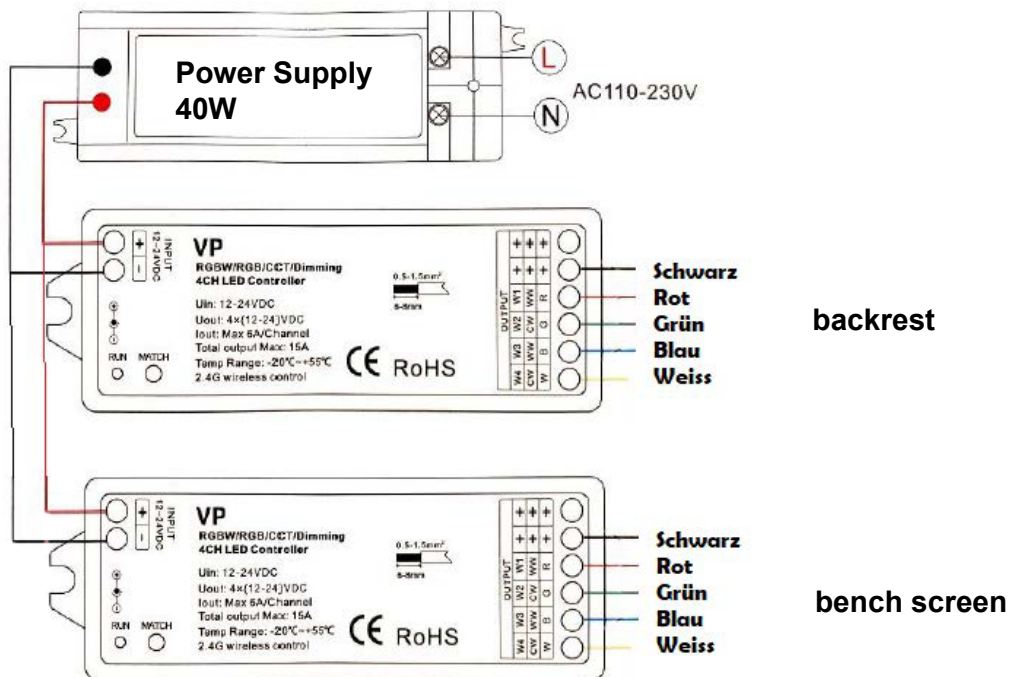 Power Supply
40W
L
N
AC110-230V
INPUT
12~24VDC
+
−
VP
RGBW/RGB/CCT/Dimming
4CH LED Controller
Uin: 12-24VDC
Uout: 4×(12-24)VDC
Iout: Max 6A/Channel
Total output Max: 15A
Temp Range: -20℃~+55℃
2.4G wireless control
RUN MATCH
0.5-1.5mm²
6-8mm
CE RoHS
OUTPUT
+ + +
+ + +
W1 WW R
W2 CW G
W3 WW B
W4 CW W
Schwarz
Rot
Grün
Blau
Weiss
backrest
INPUT
12~24VDC
+
−
VP
RGBW/RGB/CCT/Dimming
4CH LED Controller
Uin: 12-24VDC
Uout: 4×(12-24)VDC
Iout: Max 6A/Channel
Total output Max: 15A
Temp Range: -20℃~+55℃
2.4G wireless control
RUN MATCH
0.5-1.5mm²
6-8mm
CE RoHS
OUTPUT
+ + +
+ + +
W1 WW R
W2 CW G
W3 WW B
W4 CW W
Schwarz
Rot
Grün
Blau
Weiss
bench screen